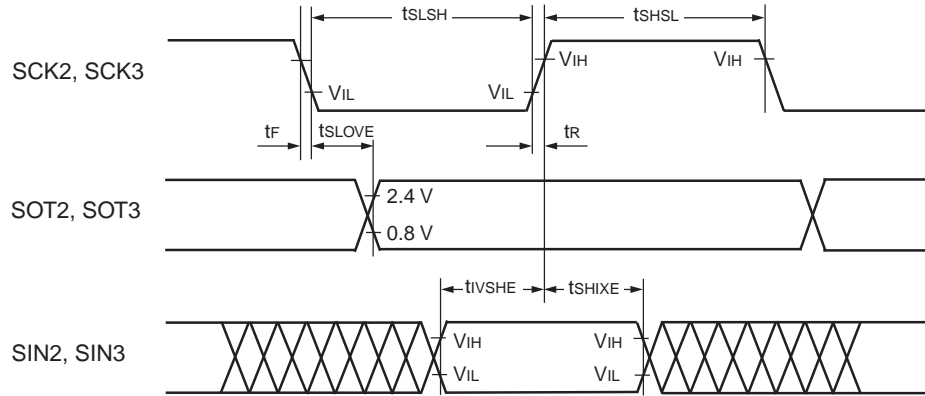 tSLSH tSHSL
SCK2, SCK3
VIH VIH
VIL VIL
tF tSLOVE tR
SOT2, SOT3
2.4 V
0.8 V
tIVSHE tSHIXE
SIN2, SIN3
VIH VIH
VIL VIL